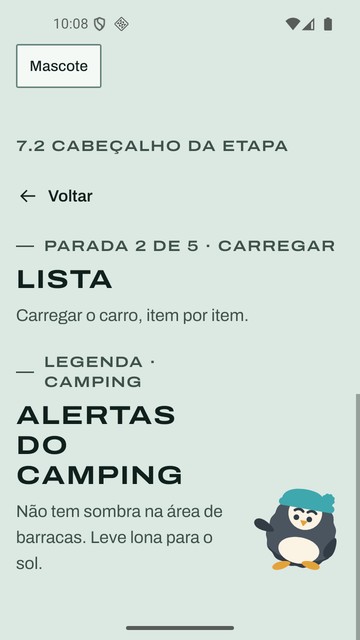 10:08
Mascote
7.2 CABEÇALHO DA ETAPA
← Voltar
— PARADA 2 DE 5 · CARREGAR
LISTA
Carregar o carro, item por item.
— LEGENDA ·
CAMPING
ALERTAS
DO
CAMPING
Não tem sombra na área de
barracas. Leve lona para o
sol.